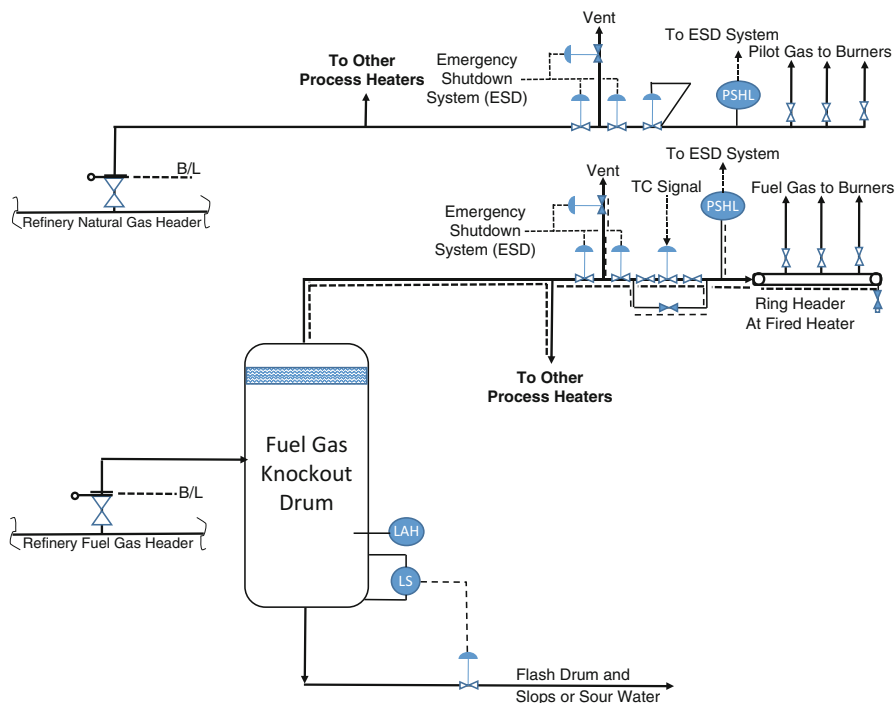 Vent
To ESD System
Pilot Gas to Burners
To Other
Process Heaters
Emergency
Shutdown
System (ESD)
PSHL
B/L
Refinery Natural Gas Header
To ESD System
Vent
TC Signal
Fuel Gas to Burners
PSHL
Emergency
Shutdown
System (ESD)
Ring Header
At Fired Heater
To Other
Process Heaters
Fuel Gas
Knockout
Drum
B/L
Refinery Fuel Gas Header
LAH
LS
Flash Drum and
Slops or Sour Water